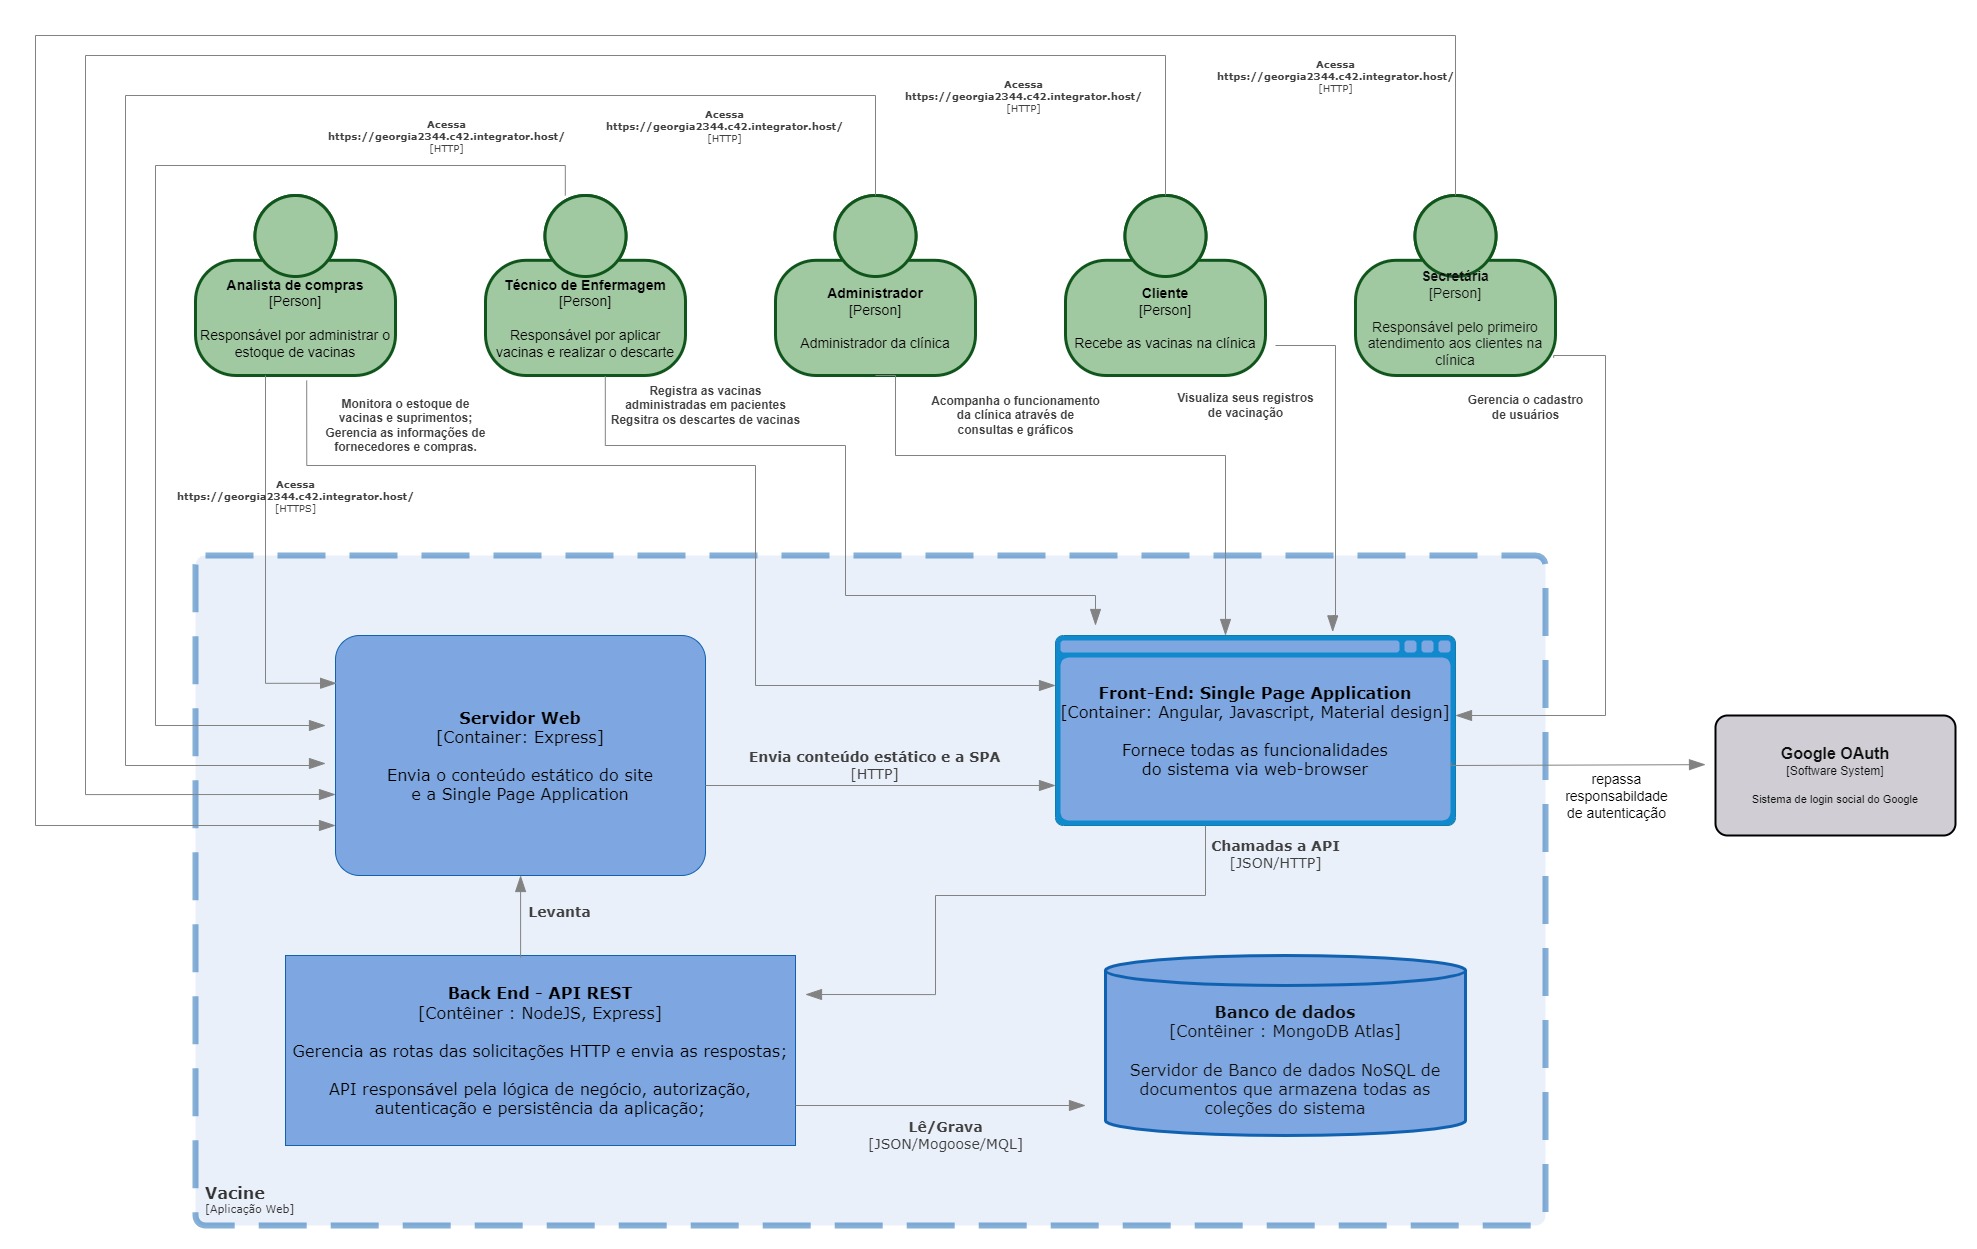 Acessa
https://georgia2344.c42.integrator.host/
[HTTP]
Acessa
https://georgia2344.c42.integrator.host/
[HTTP]
Acessa
https://georgia2344.c42.integrator.host/
[HTTP]
Acessa
https://georgia2344.c42.integrator.host/
[HTTP]
Analista de compras
[Person]
Responsável por administrar o
estoque de vacinas
Técnico de Enfermagem
[Person]
Responsável por aplicar
vacinas e realizar o descarte
Administrador
[Person]
Administrador da clínica
Cliente
[Person]
Recebe as vacinas na clínica
Secretária
[Person]
Responsável pelo primeiro
atendimento aos clientes na
clínica
Monitora o estoque de
vacinas e suprimentos;
Gerencia as informações de
fornecedores e compras.
Registra as vacinas
administradas em pacientes
Regsitra os descartes de vacinas
Acompanha o funcionamento
da clínica através de
consultas e gráficos
Visualiza seus registros
de vacinação
Gerencia o cadastro
de usuários
Acessa
https://georgia2344.c42.integrator.host/
[HTTPS]
Servidor Web
[Container: Express]
Envia o conteúdo estático do site
e a Single Page Application
Envia conteúdo estático e a SPA
[HTTP]
Front-End: Single Page Application
[Container: Angular, Javascript, Material design]
Fornece todas as funcionalidades
do sistema via web-browser
repassa
responsabildade
de autenticação
Google OAuth
[Software System]
Sistema de login social do Google
Chamadas a API
[JSON/HTTP]
Levanta
Back End - API REST
[Contêiner : NodeJS, Express]
Gerencia as rotas das solicitações HTTP e envia as respostas;
API responsável pela lógica de negócio, autorização,
autenticação e persistência da aplicação;
Lê/Grava
[JSON/Mogoose/MQL]
Banco de dados
[Contêiner : MongoDB Atlas]
Servidor de Banco de dados NoSQL de
documentos que armazena todas as
coleções do sistema
Vacine
[Aplicação Web]